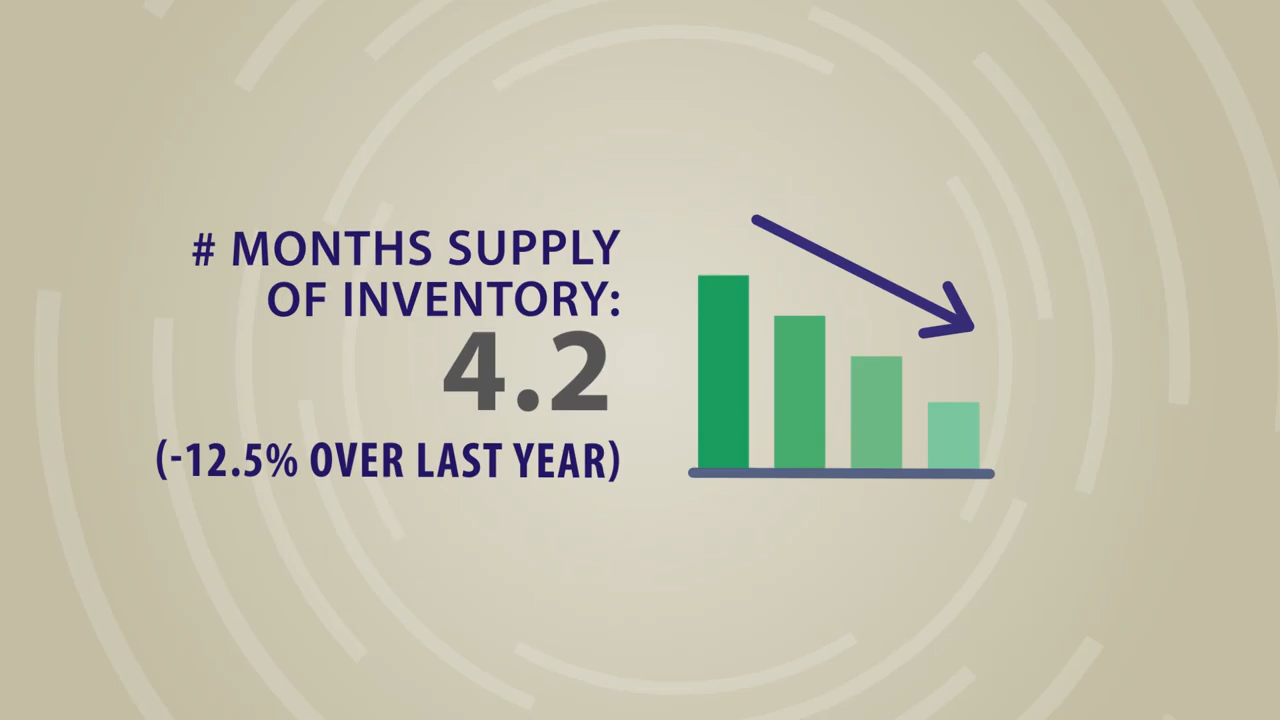 # MONTHS SUPPLY
OF INVENTORY:
4.2
(-12.5% OVER LAST YEAR)